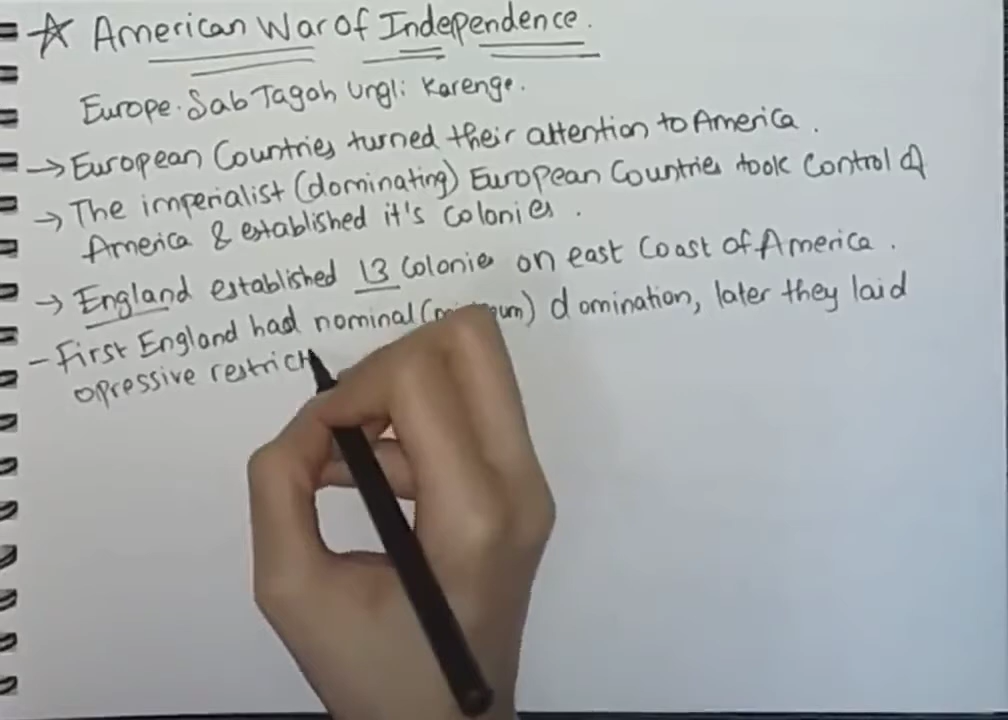 ☆ American War of Independence.
Europe. Sab Jagah Ungli Karenge.
→ European Countries turned their attention to America.
→ The imperialist (dominating) European Countries took Control of
America & established it's colonies.
→ England established 13 Colonies on east Coast of America.
- First England had nominal domination, later they laid
opressive restrict